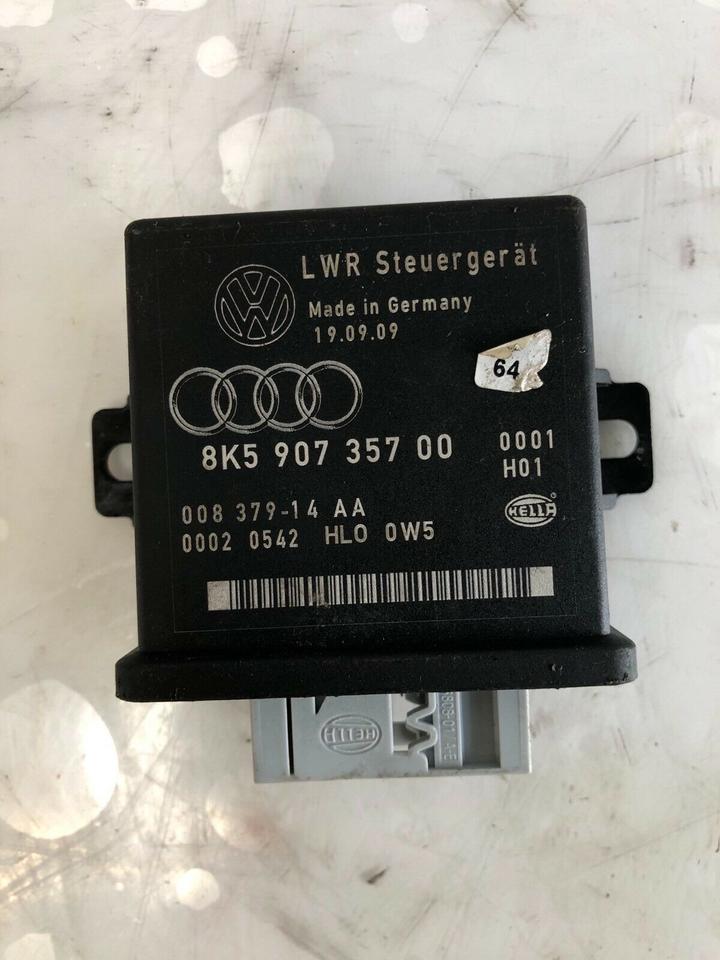 LWR Steuergerät
Made in Germany
19.09.09
64
8K5 907 357 00
0001
H01
008 379-14 AA
0002 0542 HLO 0W5
HELLA
HELLA